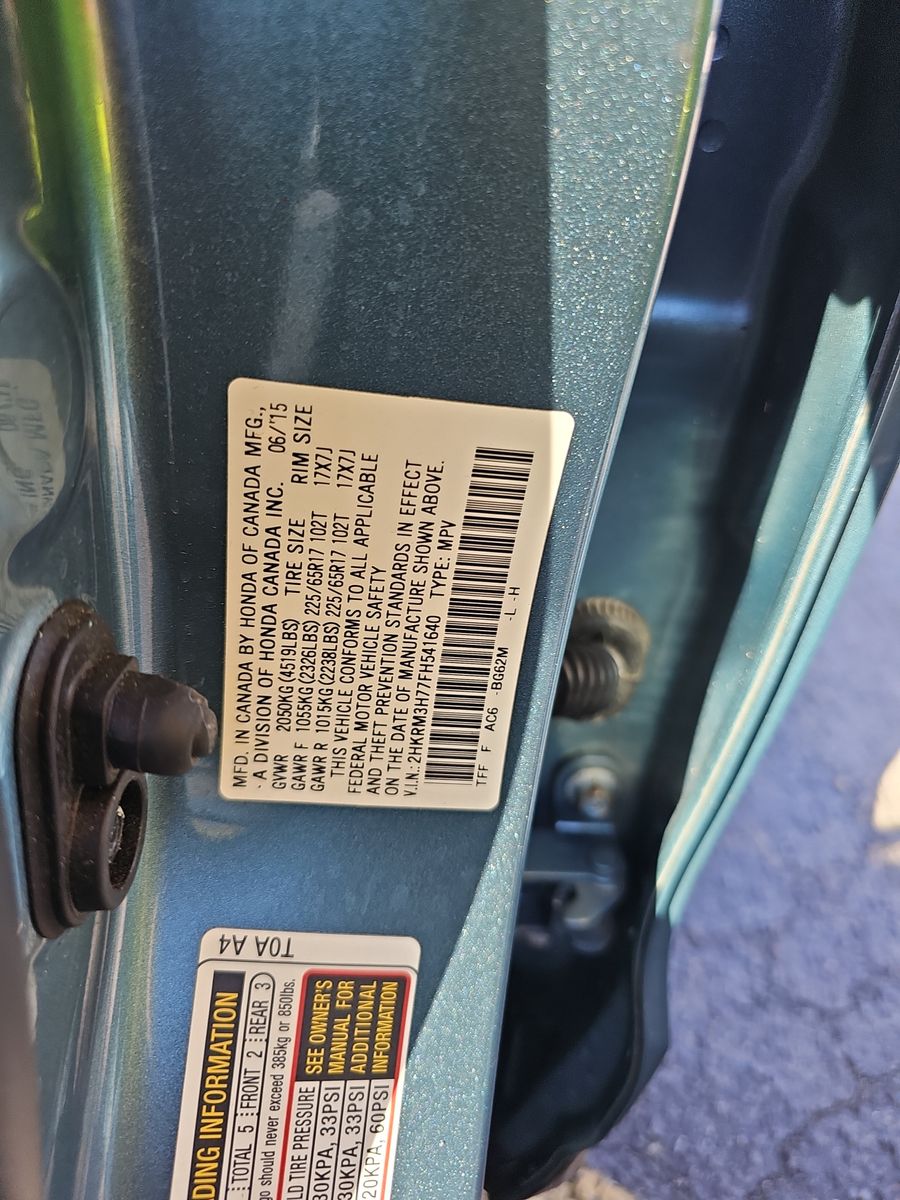 MFD. IN CANADA BY HONDA OF CANADA MFG.,
- A DIVISION OF HONDA CANADA INC. 06/'15
GVWR 2050KG(4519LBS) TIRE SIZE RIM SIZE
GAWR F 1055KG(2326LBS) 225/65R17 102T 17X7J
GAWR R 1015KG(2238LBS) 225/65R17 102T 17X7J
THIS VEHICLE CONFORMS TO ALL APPLICABLE
FEDERAL MOTOR VEHICLE SAFETY
AND THEFT PREVENTION STANDARDS IN EFFECT
ON THE DATE OF MANUFACTURE SHOWN ABOVE.
V.I.N.: 2HKRM3H77FH541640 TYPE: MPV
TFF F AC6 -BG62M -L -H
T0A A4
DING INFORMATION
TOTAL 5 FRONT 2 REAR 3
go should never exceed 385kg or 850lbs.
LD TIRE PRESSURE
30KPA, 33PSI
30KPA, 33PSI
20KPA, 60PSI
SEE OWNER'S
MANUAL FOR
ADDITIONAL
INFORMATION